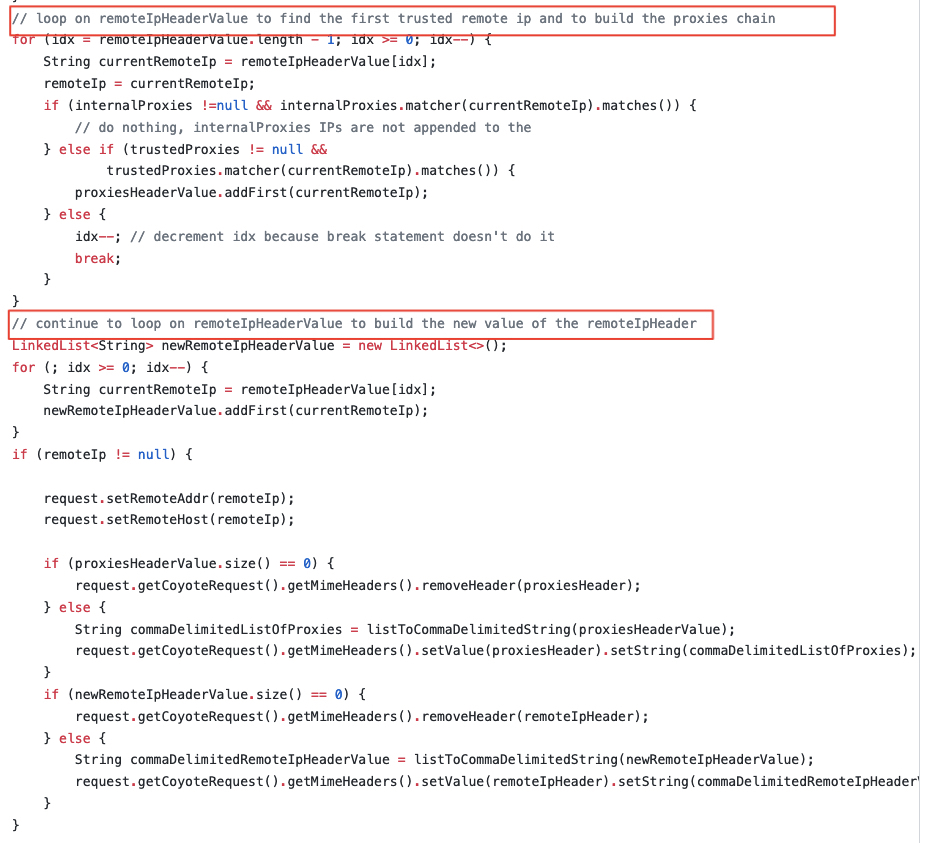 // loop on remoteIpHeaderValue to find the first trusted remote ip and to build the proxies chain
for (idx = remoteIpHeaderValue.length - 1; idx >= 0; idx--) {
    String currentRemoteIp = remoteIpHeaderValue[idx];
    remoteIp = currentRemoteIp;
    if (internalProxies !=null && internalProxies.matcher(currentRemoteIp).matches()) {
        // do nothing, internalProxies IPs are not appended to the
    } else if (trustedProxies != null &&
            trustedProxies.matcher(currentRemoteIp).matches()) {
        proxiesHeaderValue.addFirst(currentRemoteIp);
    } else {
        idx--; // decrement idx because break statement doesn't do it
        break;
    }
}
// continue to loop on remoteIpHeaderValue to build the new value of the remoteIpHeader
LinkedList<String> newRemoteIpHeaderValue = new LinkedList<>();
for (; idx >= 0; idx--) {
    String currentRemoteIp = remoteIpHeaderValue[idx];
    newRemoteIpHeaderValue.addFirst(currentRemoteIp);
}
if (remoteIp != null) {
    request.setRemoteAddr(remoteIp);
    request.setRemoteHost(remoteIp);
    if (proxiesHeaderValue.size() == 0) {
        request.getCoyoteRequest().getMimeHeaders().removeHeader(proxiesHeader);
    } else {
        String commaDelimitedListOfProxies = listToCommaDelimitedString(proxiesHeaderValue);
        request.getCoyoteRequest().getMimeHeaders().setValue(proxiesHeader).setString(commaDelimitedListOfProxies);
    }
    if (newRemoteIpHeaderValue.size() == 0) {
        request.getCoyoteRequest().getMimeHeaders().removeHeader(remoteIpHeader);
    } else {
        String commaDelimitedRemoteIpHeaderValue = listToCommaDelimitedString(newRemoteIpHeaderValue);
        request.getCoyoteRequest().getMimeHeaders().setValue(remoteIpHeader).setString(commaDelimitedRemoteIpHeader
    }
}